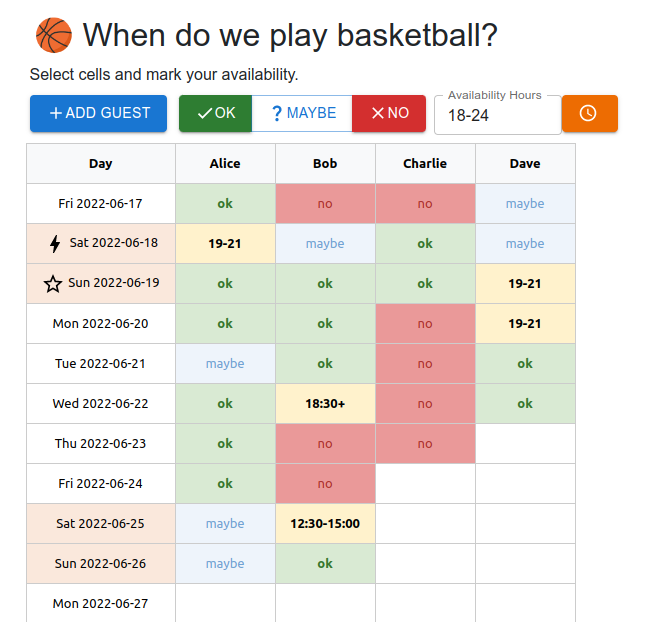 When do we play basketball?
Select cells and mark your availability.
ADD GUEST OK ? MAYBE NO Availability Hours 18-24
Day Alice Bob Charlie Dave
Fri 2022-06-17 ok no no maybe
Sat 2022-06-18 19-21 maybe ok maybe
Sun 2022-06-19 ok ok ok 19-21
Mon 2022-06-20 ok ok no 19-21
Tue 2022-06-21 maybe ok no ok
Wed 2022-06-22 ok 18:30+ no ok
Thu 2022-06-23 ok no no
Fri 2022-06-24 ok no
Sat 2022-06-25 maybe 12:30-15:00
Sun 2022-06-26 maybe ok
Mon 2022-06-27